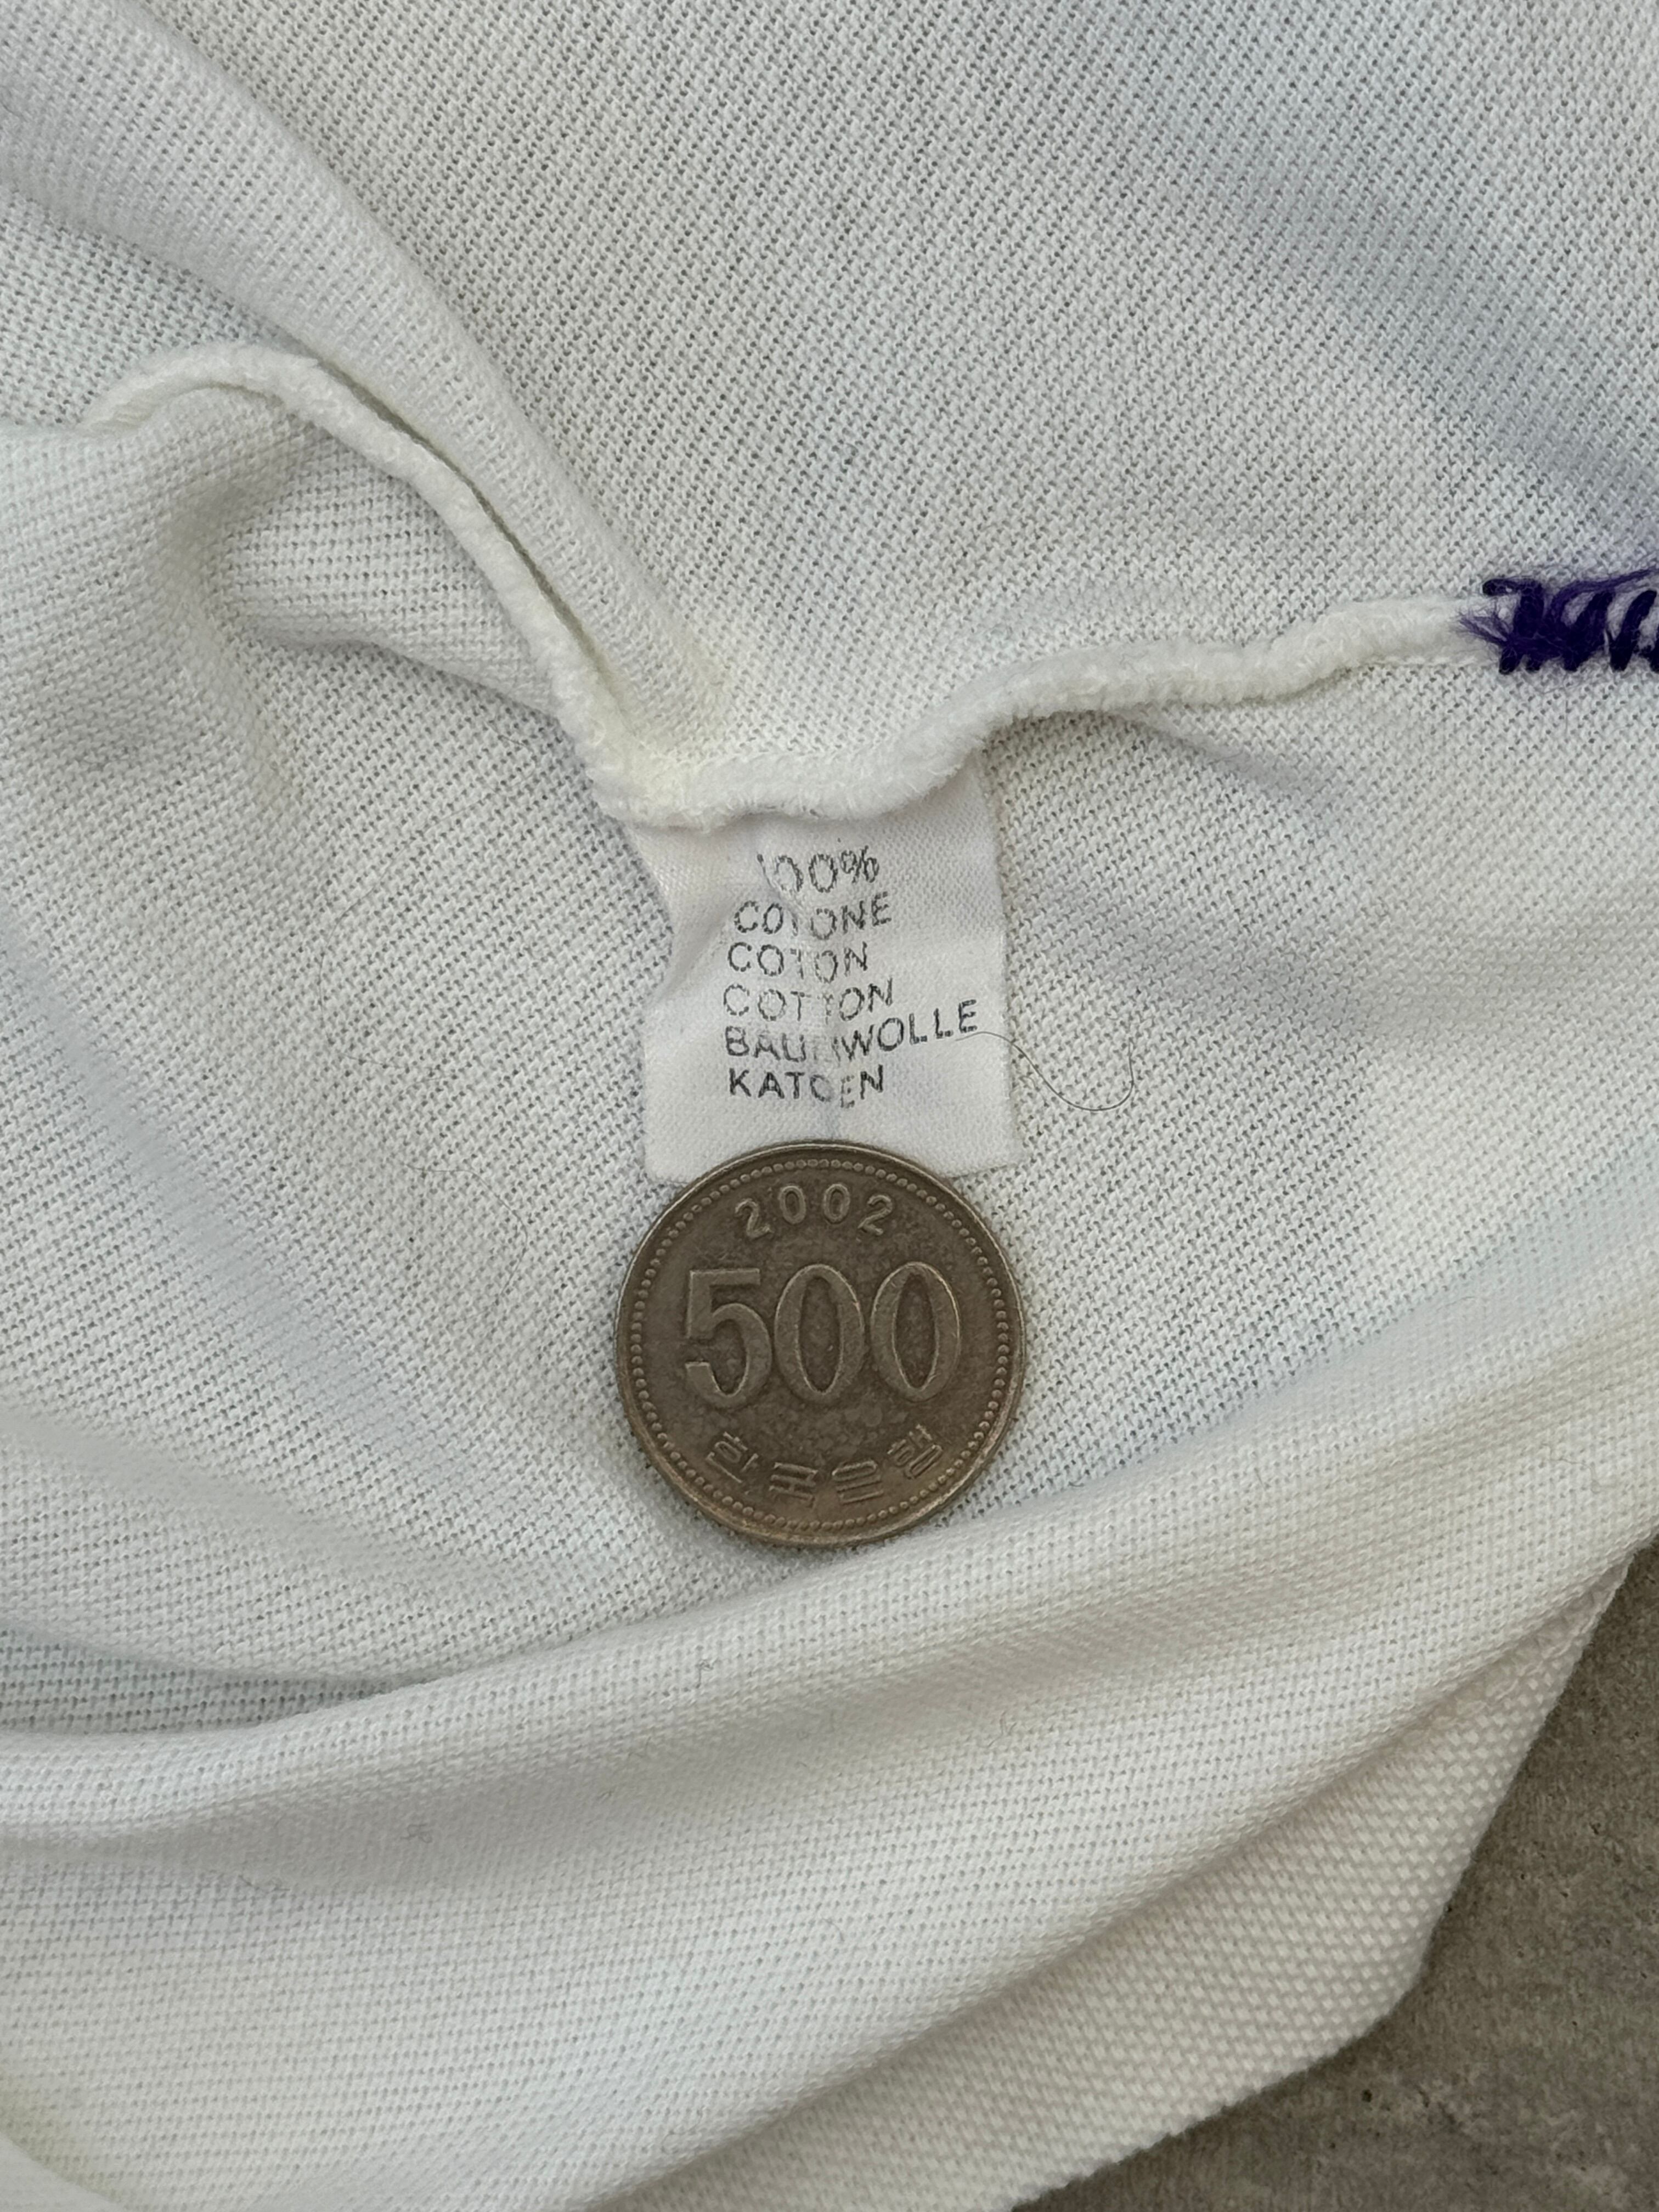 100%
COTONE
COTON
COTTON
BAUMWOLLE
KATOEN
2002
500
한국은행